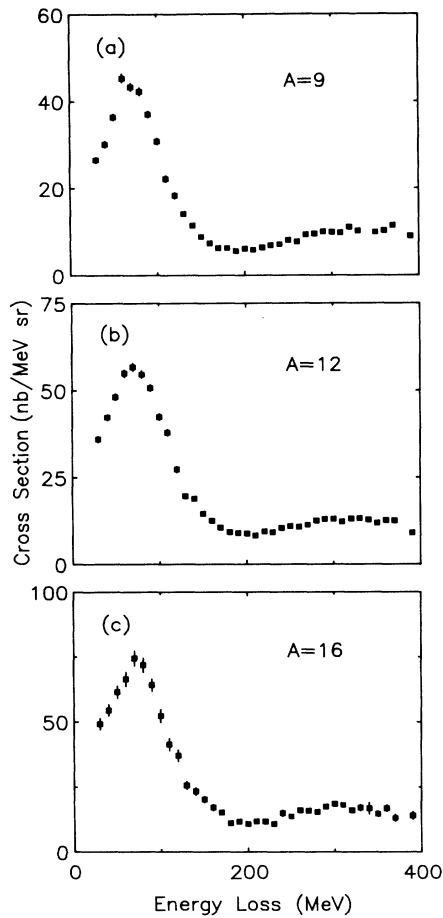 (a)
A=9
60
40
20
0
(b)
A=12
75
50
25
0
Cross Section (nb/MeV sr)
(c)
A=16
100
50
0
0
200
400
Energy Loss (MeV)